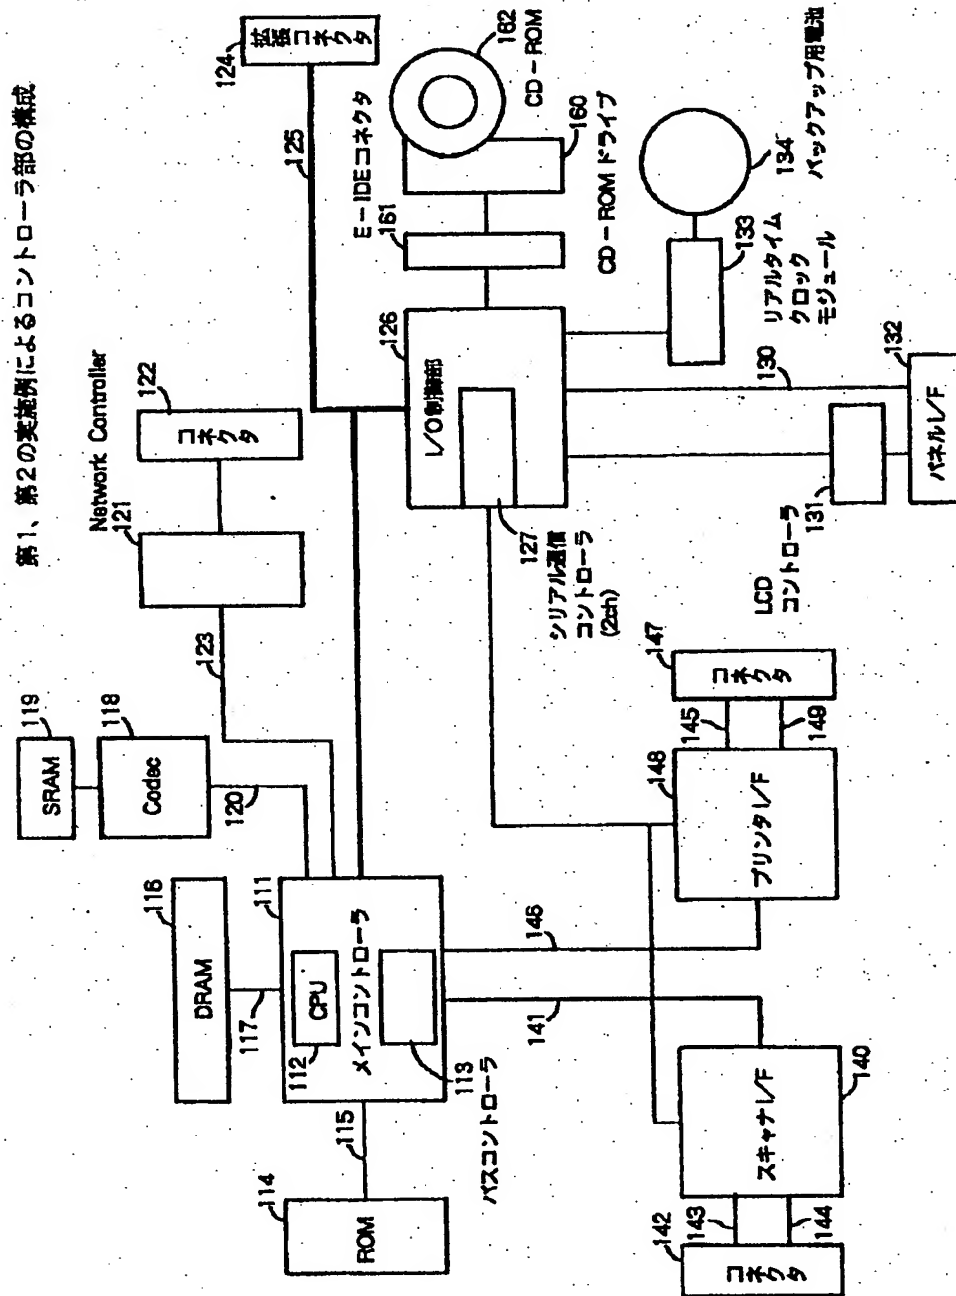 第1、第2の実施例によるコントローラ部の構成
124
拡張コネクタ
125
162
CD-ROM
E-IDEコネクタ
161
160
CD-ROMドライブ
134
バックアップ用電池
133
リアルタイム
クロック
モジュール
126
I/O制御部
127
シリアル通信
コントローラ
(2ch)
130
132
パネルI/F
131
LCD
コントローラ
Network Controller
121
122
コネクタ
123
119
SRAM
118
Codec
120
116
DRAM
117
111
メインコントローラ
CPU
112
113
バスコントローラ
115
114
ROM
146
141
147
コネクタ
145
149
148
プリンタI/F
140
スキャナI/F
142
143
144
コネクタ